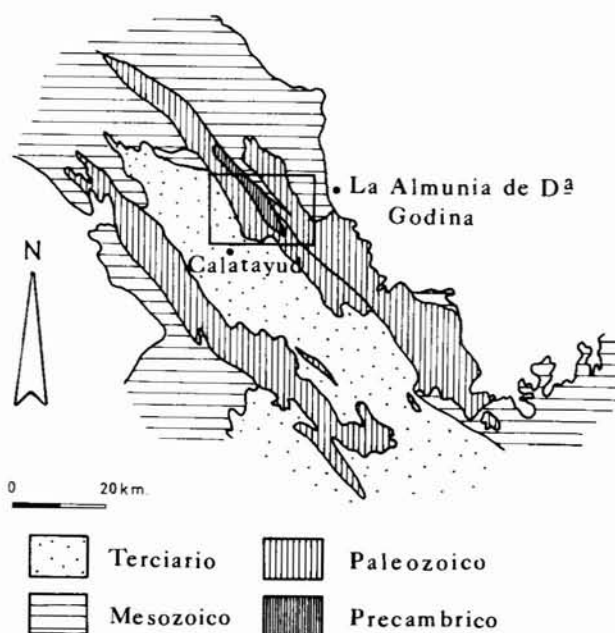 La Almunia de Dª
Godina
Calatayud
N
0 20 km.
Terciario
Paleozoico
Mesozoico
Precambrico